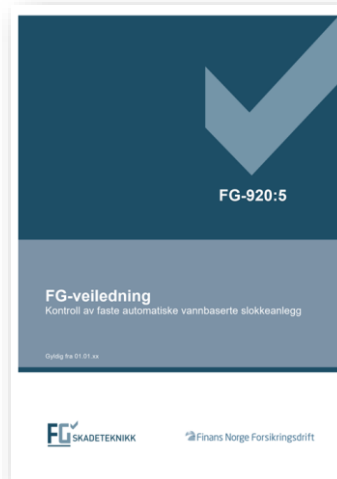 FG-920:5
FG-veiledning
Kontroll av faste automatiske vannbaserte slokkeanlegg
Gyldig fra 01.01.xx
FG SKADETEKNIKK
Finans Norge Forsikringsdrift